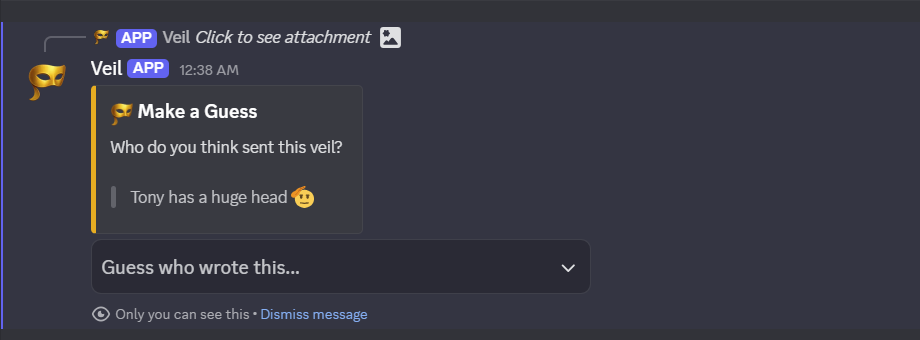 APP Veil Click to see attachment
Veil APP 12:38 AM
Make a Guess
Who do you think sent this veil?
Tony has a huge head 🫡
Guess who wrote this...
Only you can see this • Dismiss message